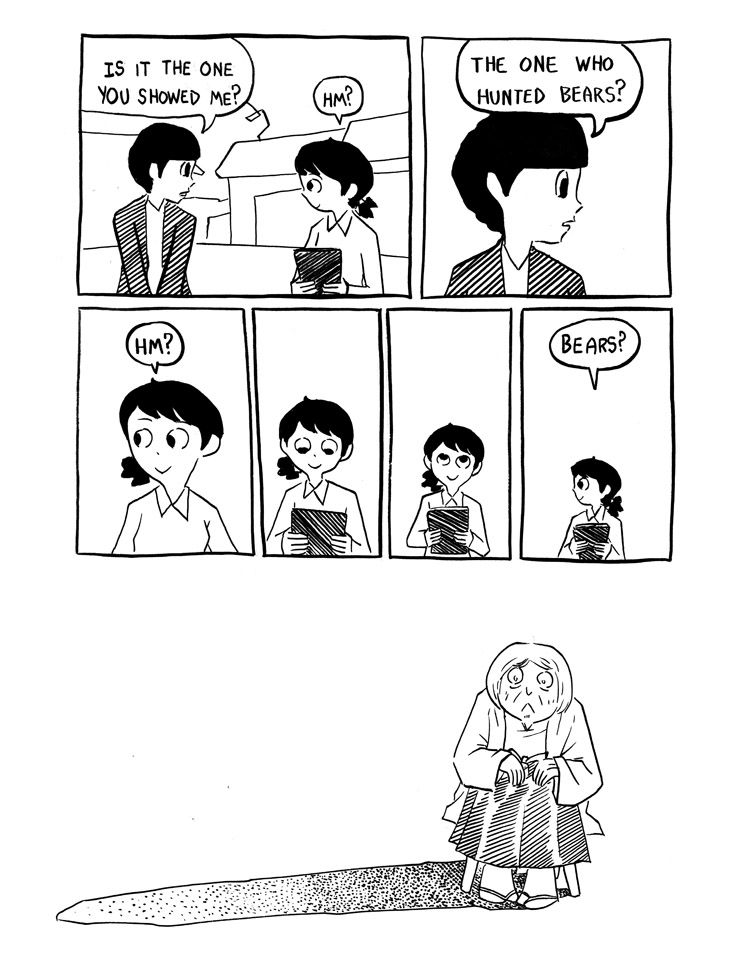 IS IT THE ONE
YOU SHOWED ME?
HM?
THE ONE WHO
HUNTED BEARS?
HM?
BEARS?